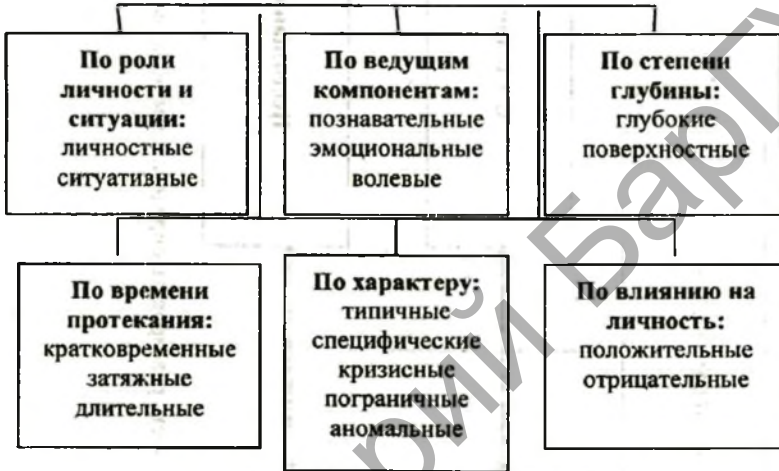 По роли
личности и
ситуации:
личностные
ситуативные
По ведущим
компонентам:
познавательные
эмоциональные
волевые
По степени
глубины:
глубокие
поверхностные
По времени
протекания:
кратковременные
затяжные
длительные
По характеру:
типичные
специфические
кризисные
пограничные
аномальные
По влиянию на
личность:
положительные
отрицательные